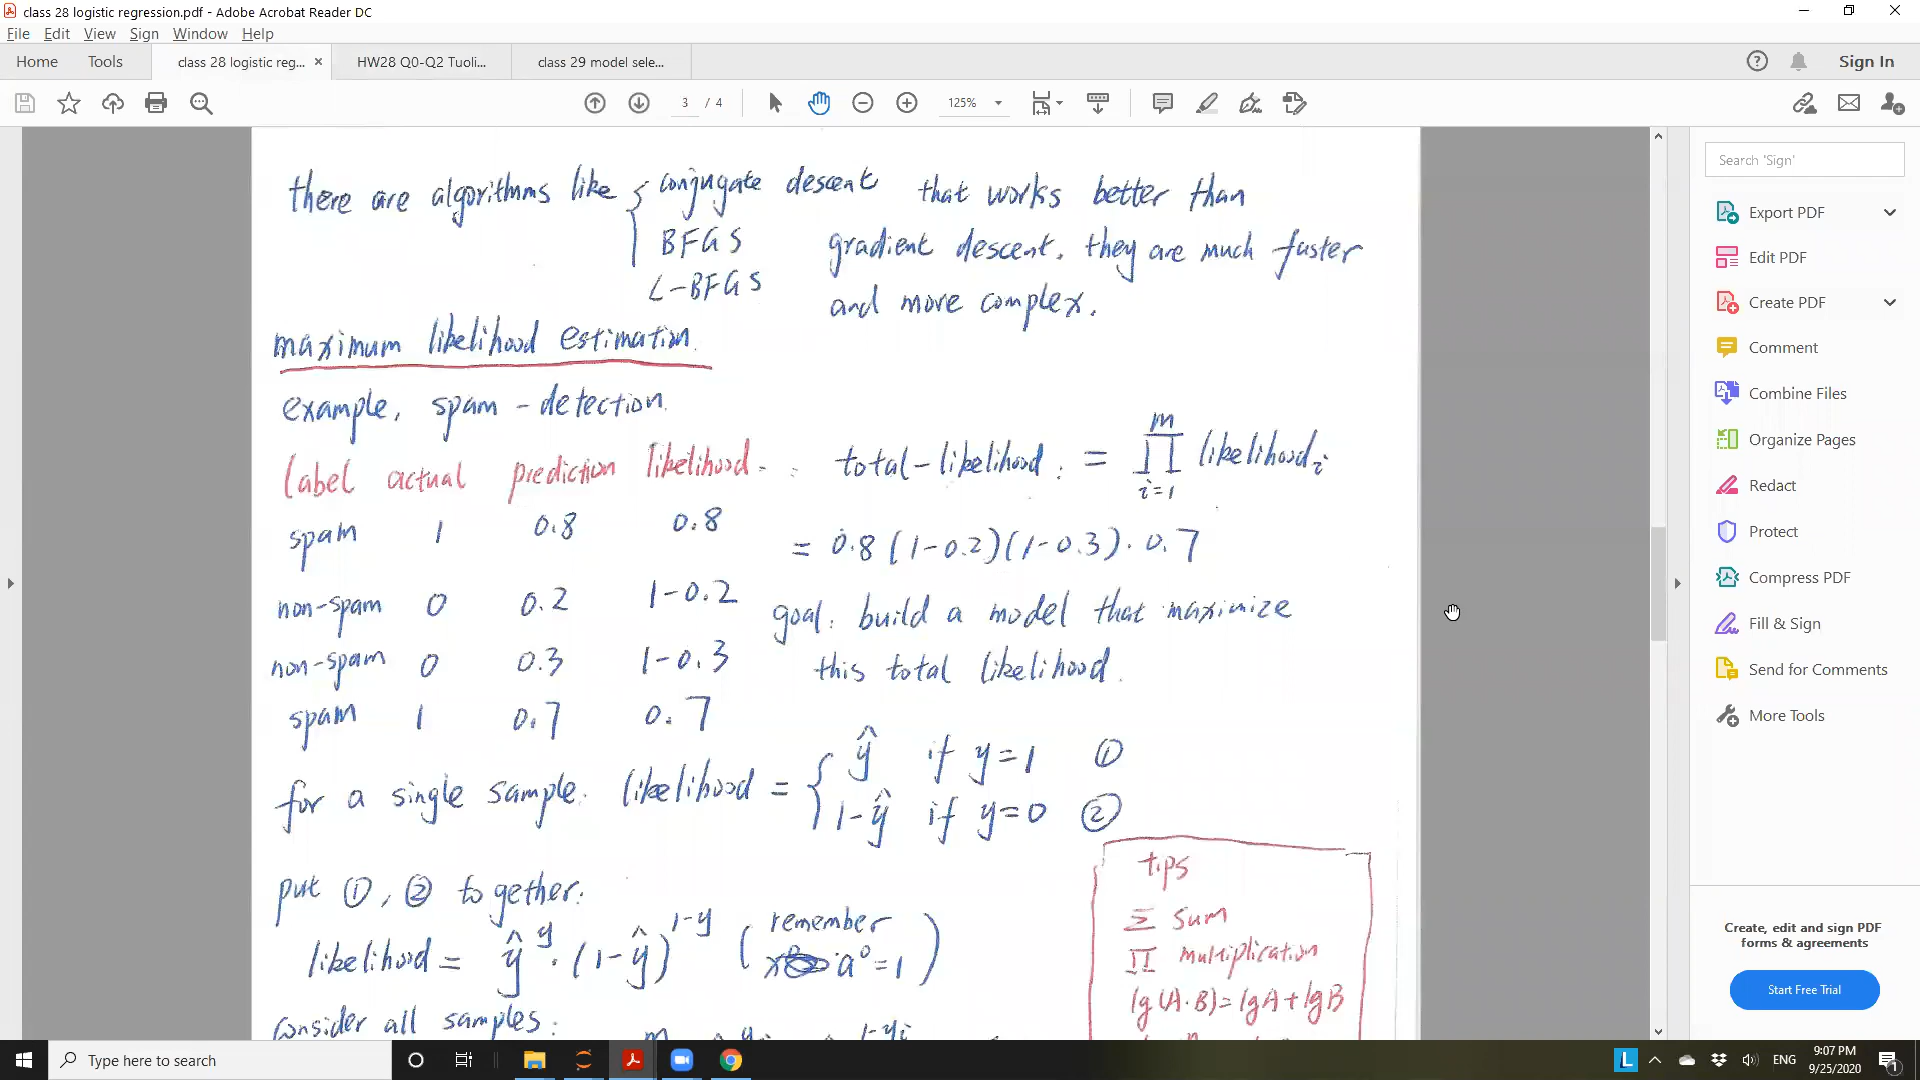 class 28 logistic regression.pdf - Adobe Acrobat Reader DC
File Edit View Sign Window Help
Home Tools class 28 logistic reg... × HW28 Q0-Q2 Tuoli... class 29 model sele... Sign In
3 / 4 125%
there are algorithms like { conjugate descent that works better than
BFGS gradient descent. they are much faster
L-BFGS and more complex.
maximum likelihood estimation.
example, spam - detection.
label actual prediction likelihood
total-likelihood: = ∏ i=1 m likelihood i
spam 1 0.8 0.8
= 0.8 (1-0.2)(1-0.3) · 0.7
non-spam 0 0.2 1-0.2
goal: build a model that maximize
non-spam 0 0.3 1-0.3
this total likelihood.
spam 1 0.7 0.7
for a single sample: likelihood = { ŷ if y=1 ①
1-ŷ if y=0 ②
put ①, ② together:
likelihood = ŷ^y · (1-ŷ)^1-y ( remember a⁰=1 )
consider all samples:
tips
Σ sum
∏ multiplication
lg(A·B)=lgA+lgB
Search 'Sign'
Export PDF
Edit PDF
Create PDF
Comment
Combine Files
Organize Pages
Redact
Protect
Compress PDF
Fill & Sign
Send for Comments
More Tools
Create, edit and sign PDF
forms & agreements
Start Free Trial
Type here to search
L ENG 9:07 PM
9/25/2020 1